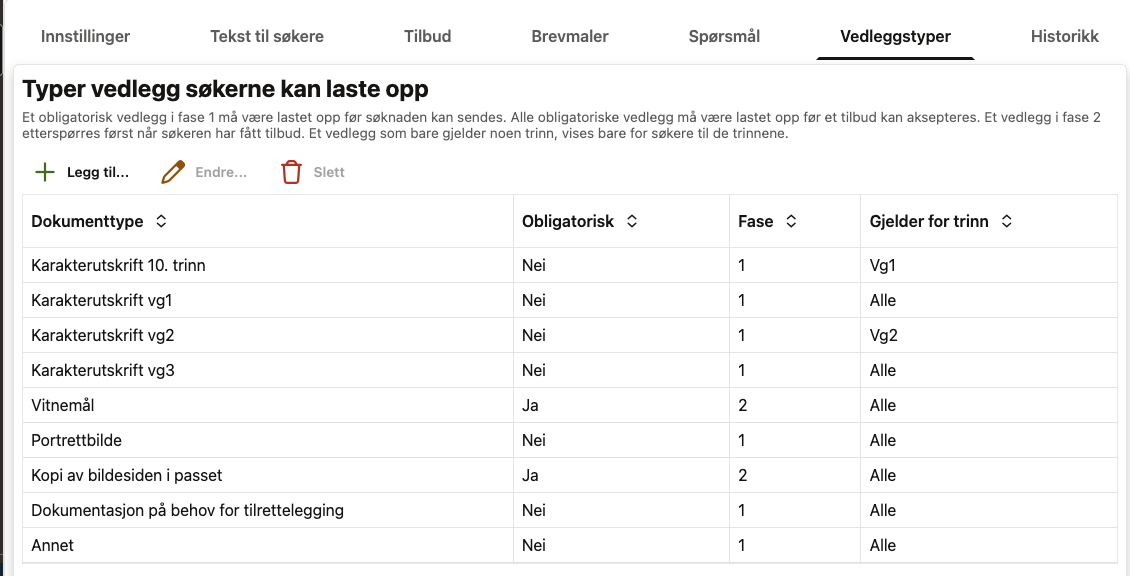 Innstillinger Tekst til søkere Tilbud Brevmaler Spørsmål Vedleggstyper Historikk
Typer vedlegg søkerne kan laste opp
Et obligatorisk vedlegg i fase 1 må være lastet opp før søknaden kan sendes. Alle obligatoriske vedlegg må være lastet opp før et tilbud kan aksepteres. Et vedlegg i fase 2
etterspørres først når søkeren har fått tilbud. Et vedlegg som bare gjelder noen trinn, vises bare for søkere til de trinnene.
Legg til... Endre... Slett
Dokumenttype Obligatorisk Fase Gjelder for trinn
Karakterutskrift 10. trinn Nei 1 Vg1
Karakterutskrift vg1 Nei 1 Alle
Karakterutskrift vg2 Nei 1 Vg2
Karakterutskrift vg3 Nei 1 Alle
Vitnemål Ja 2 Alle
Portrettbilde Nei 1 Alle
Kopi av bildesiden i passet Ja 2 Alle
Dokumentasjon på behov for tilrettelegging Nei 1 Alle
Annet Nei 1 Alle